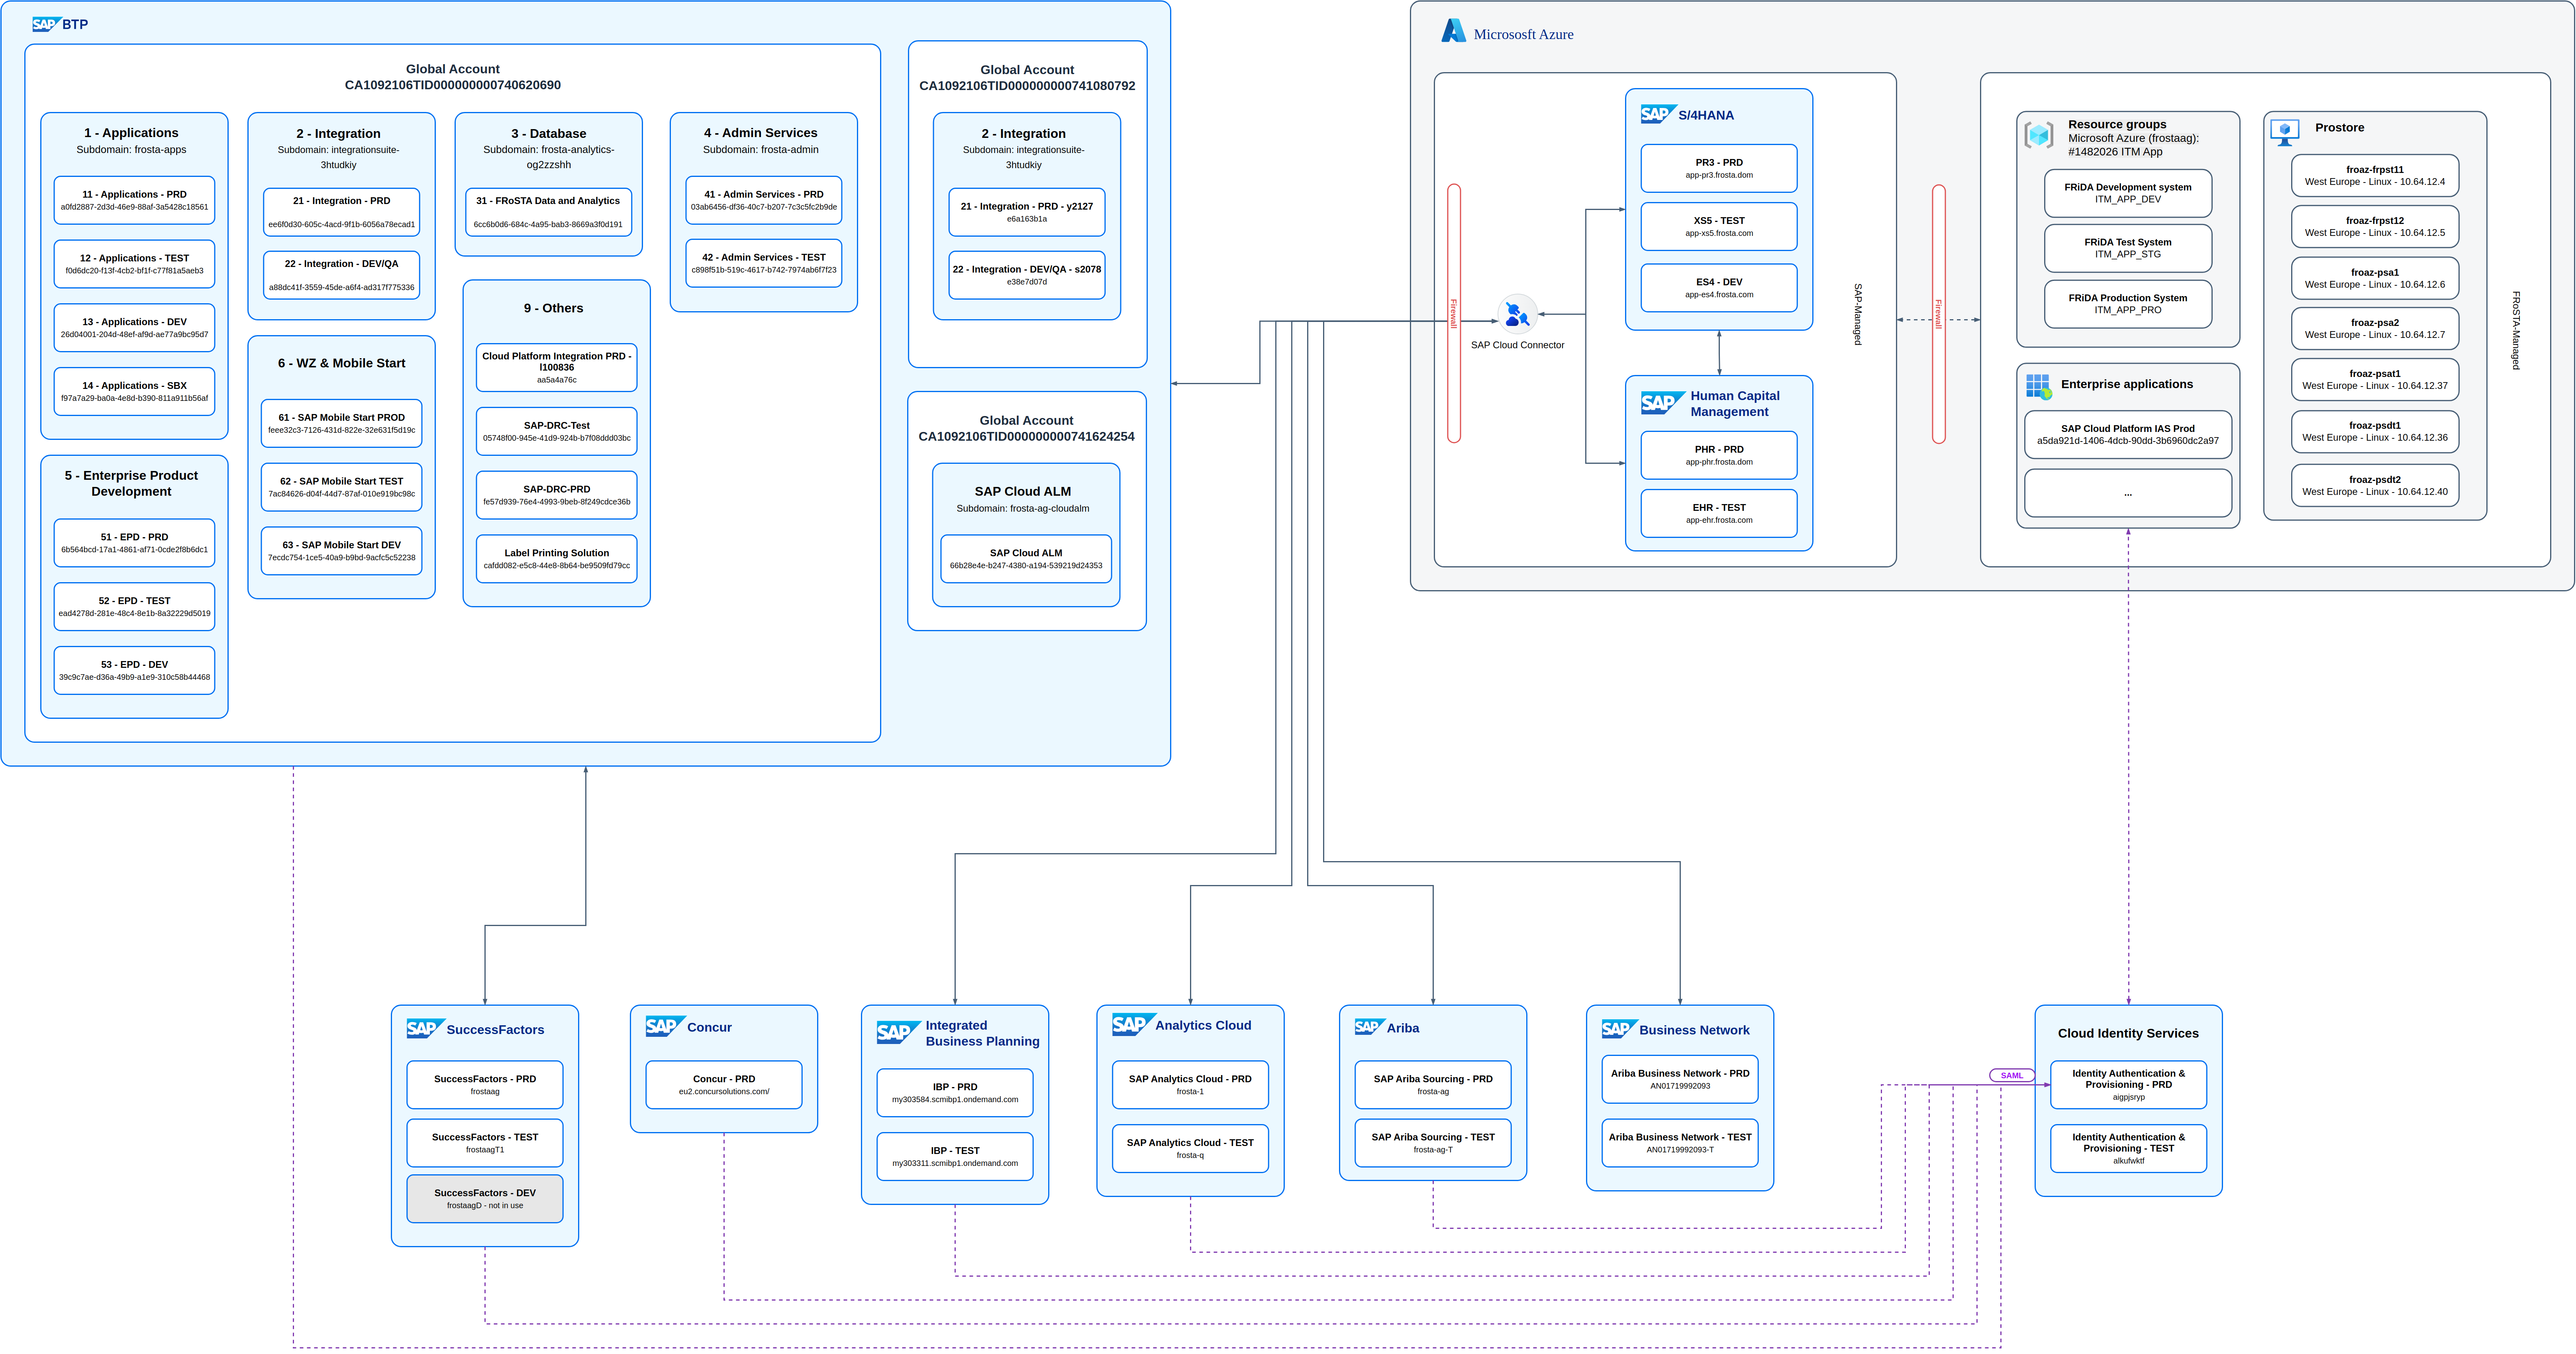 SAP BTP
Global Account
CA1092106TID000000000740620690
1 - Applications
Subdomain: frosta-apps
11 - Applications - PRD
a0fd2887-2d3d-46e9-88af-3a5428c18561
12 - Applications - TEST
f0d6dc20-f13f-4cb2-bf1f-c77f81a5aeb3
13 - Applications - DEV
26d04001-204d-48ef-af9d-ae77a9bc95d7
14 - Applications - SBX
f97a7a29-ba0a-4e8d-b390-811a911b56af
2 - Integration
Subdomain: integrationsuite-
3htudkiy
21 - Integration - PRD
ee6f0d30-605c-4acd-9f1b-6056a78ecad1
22 - Integration - DEV/QA
a88dc41f-3559-45de-a6f4-ad317f775336
3 - Database
Subdomain: frosta-analytics-
og2zzshh
31 - FRoSTA Data and Analytics
6cc6b0d6-684c-4a95-bab3-8669a3f0d191
4 - Admin Services
Subdomain: frosta-admin
41 - Admin Services - PRD
03ab6456-df36-40c7-b207-7c3c5fc2b9de
42 - Admin Services - TEST
c898f51b-519c-4617-b742-7974ab6f7f23
5 - Enterprise Product
Development
51 - EPD - PRD
6b564bcd-17a1-4861-af71-0cde2f8b6dc1
52 - EPD - TEST
ead4278d-281e-48c4-8e1b-8a32229d5019
53 - EPD - DEV
39c9c7ae-d36a-49b9-a1e9-310c58b44468
6 - WZ & Mobile Start
61 - SAP Mobile Start PROD
feee32c3-7126-431d-822e-32e631f5d19c
62 - SAP Mobile Start TEST
7ac84626-d04f-44d7-87af-010e919bc98c
63 - SAP Mobile Start DEV
7ecdc754-1ce5-40a9-b9bd-9acfc5c52238
9 - Others
Cloud Platform Integration PRD -
l100836
aa5a4a76c
SAP-DRC-Test
05748f00-945e-41d9-924b-b7f08ddd03bc
SAP-DRC-PRD
fe57d939-76e4-4993-9beb-8f249cdce36b
Label Printing Solution
cafdd082-e5c8-44e8-8b64-be9509fd79cc
Global Account
CA1092106TID000000000741080792
2 - Integration
Subdomain: integrationsuite-
3htudkiy
21 - Integration - PRD - y2127
e6a163b1a
22 - Integration - DEV/QA - s2078
e38e7d07d
Global Account
CA1092106TID000000000741624254
SAP Cloud ALM
Subdomain: frosta-ag-cloudalm
SAP Cloud ALM
66b28e4e-b247-4380-a194-539219d24353
Micrososft Azure
Firewall
SAP Cloud Connector
SAP S/4HANA
PR3 - PRD
app-pr3.frosta.dom
XS5 - TEST
app-xs5.frosta.com
ES4 - DEV
app-es4.frosta.com
SAP Human Capital
Management
PHR - PRD
app-phr.frosta.dom
EHR - TEST
app-ehr.frosta.com
SAP-Managed
Firewall
Resource groups
Microsoft Azure (frostaag):
#1482026 ITM App
FRiDA Development system
ITM_APP_DEV
FRiDA Test System
ITM_APP_STG
FRiDA Production System
ITM_APP_PRO
Enterprise applications
SAP Cloud Platform IAS Prod
a5da921d-1406-4dcb-90dd-3b6960dc2a97
...
Prostore
froaz-frpst11
West Europe - Linux - 10.64.12.4
froaz-frpst12
West Europe - Linux - 10.64.12.5
froaz-psa1
West Europe - Linux - 10.64.12.6
froaz-psa2
West Europe - Linux - 10.64.12.7
froaz-psat1
West Europe - Linux - 10.64.12.37
froaz-psdt1
West Europe - Linux - 10.64.12.36
froaz-psdt2
West Europe - Linux - 10.64.12.40
FRoSTA-Managed
SAP SuccessFactors
SuccessFactors - PRD
frostaag
SuccessFactors - TEST
frostaagT1
SuccessFactors - DEV
frostaagD - not in use
SAP Concur
Concur - PRD
eu2.concursolutions.com/
SAP Integrated
Business Planning
IBP - PRD
my303584.scmibp1.ondemand.com
IBP - TEST
my303311.scmibp1.ondemand.com
SAP Analytics Cloud
SAP Analytics Cloud - PRD
frosta-1
SAP Analytics Cloud - TEST
frosta-q
SAP Ariba
SAP Ariba Sourcing - PRD
frosta-ag
SAP Ariba Sourcing - TEST
frosta-ag-T
SAP Business Network
Ariba Business Network - PRD
AN01719992093
Ariba Business Network - TEST
AN01719992093-T
SAML
Cloud Identity Services
Identity Authentication &
Provisioning - PRD
aigpjsryp
Identity Authentication &
Provisioning - TEST
alkufwktf